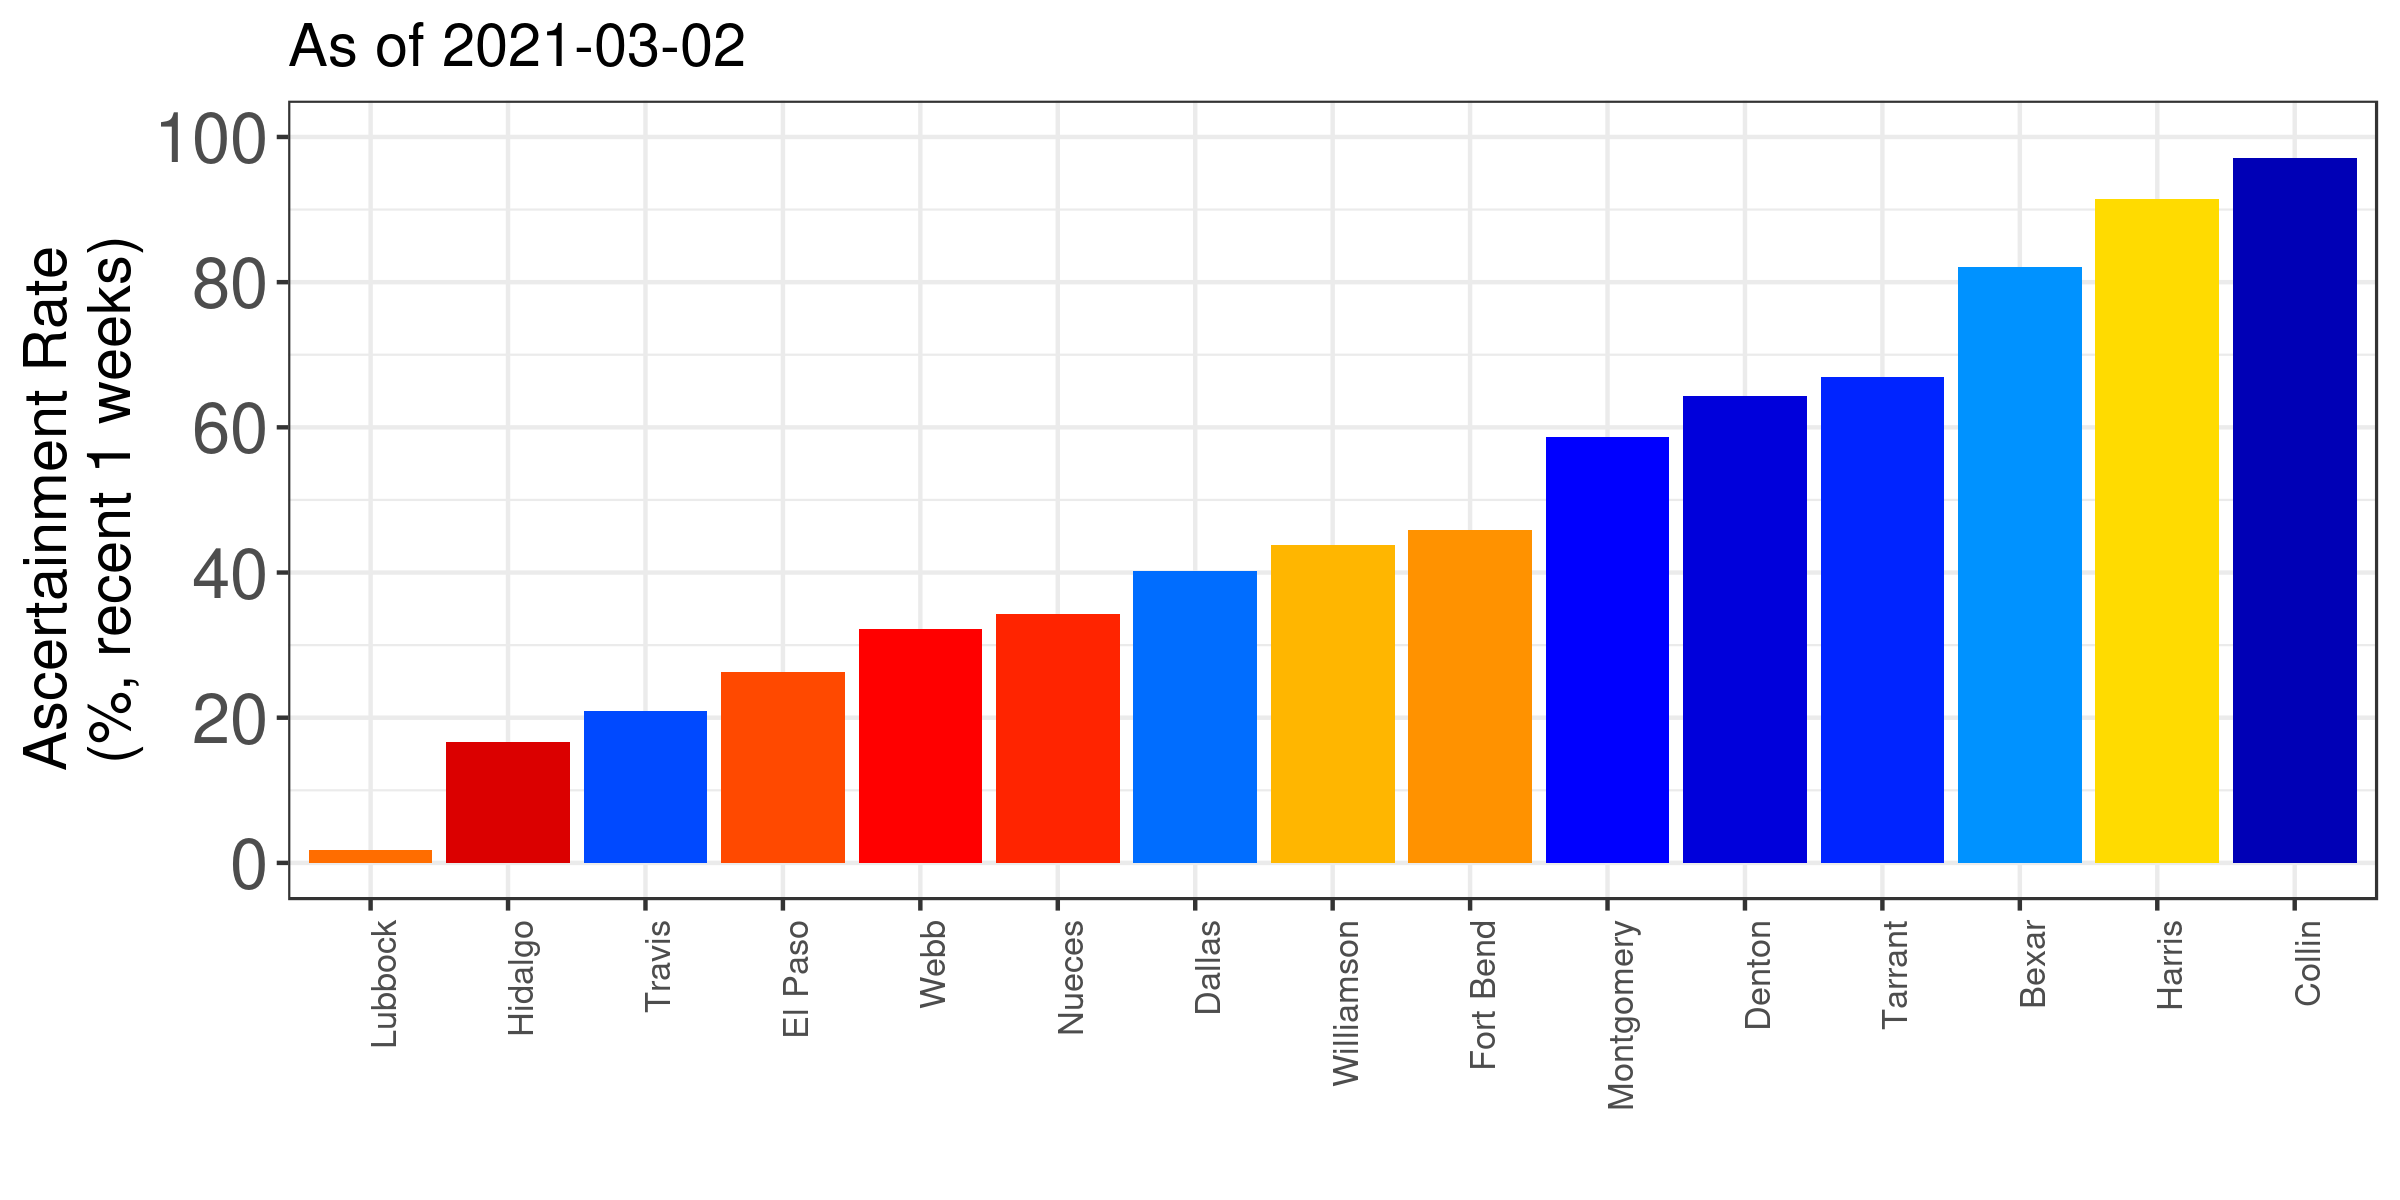 As of 2021-03-02
Ascertainment Rate
(%, recent 1 weeks)
100
80
60
40
20
0
Lubbock
Hidalgo
Travis
El Paso
Webb
Nueces
Dallas
Williamson
Fort Bend
Montgomery
Denton
Tarrant
Bexar
Harris
Collin